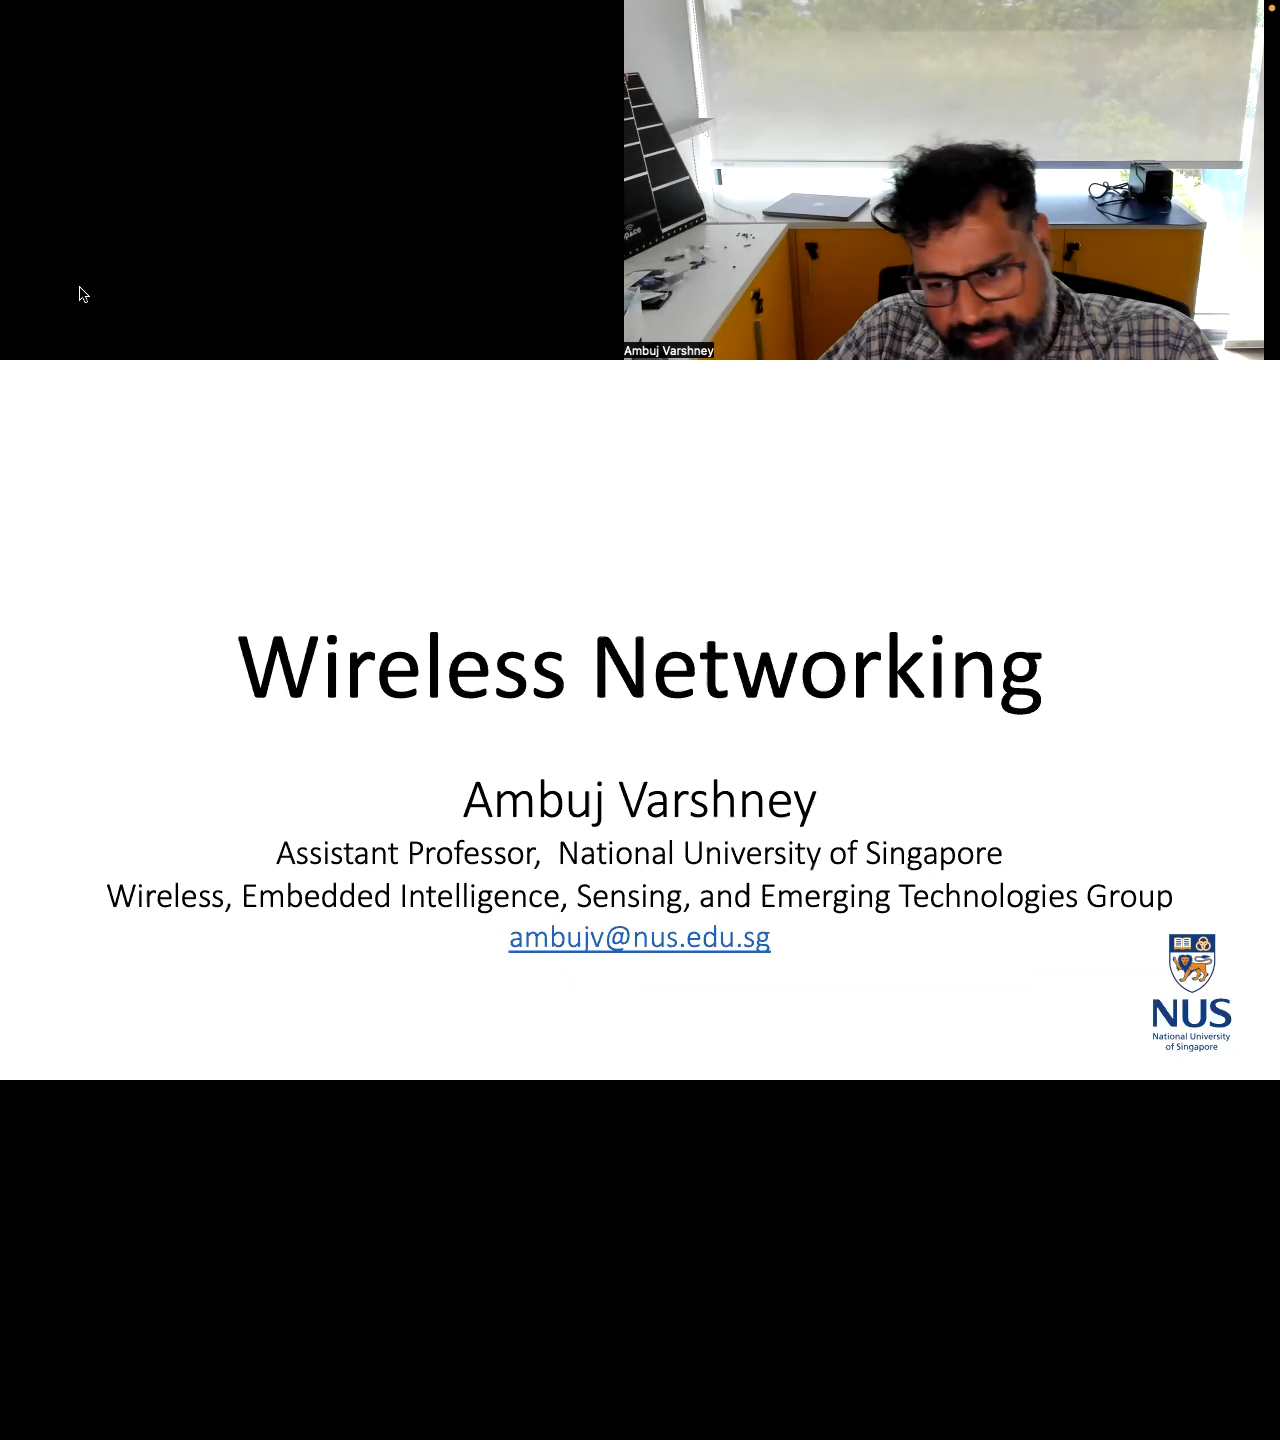 space
Ambuj Varshney
Wireless Networking
Ambuj Varshney
Assistant Professor,  National University of Singapore
Wireless, Embedded Intelligence, Sensing, and Emerging Technologies Group
ambujv@nus.edu.sg
NUS
National University
of Singapore